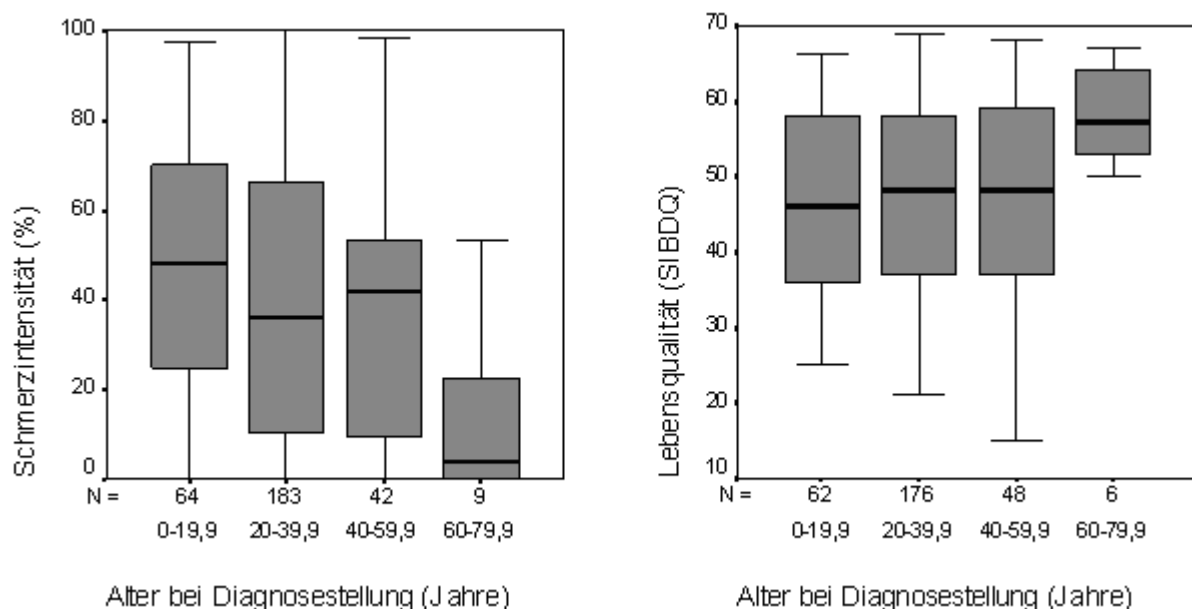 Schmerzintensität (%)
100
80
60
40
20
0
N = 64 183 42 9
0-19,9 20-39,9 40-59,9 60-79,9
Alter bei Diagnosestellung (Jahre)
Lebensqualität (SIBDQ)
70
60
50
40
30
20
10
N = 62 176 48 6
0-19,9 20-39,9 40-59,9 60-79,9
Alter bei Diagnosestellung (Jahre)